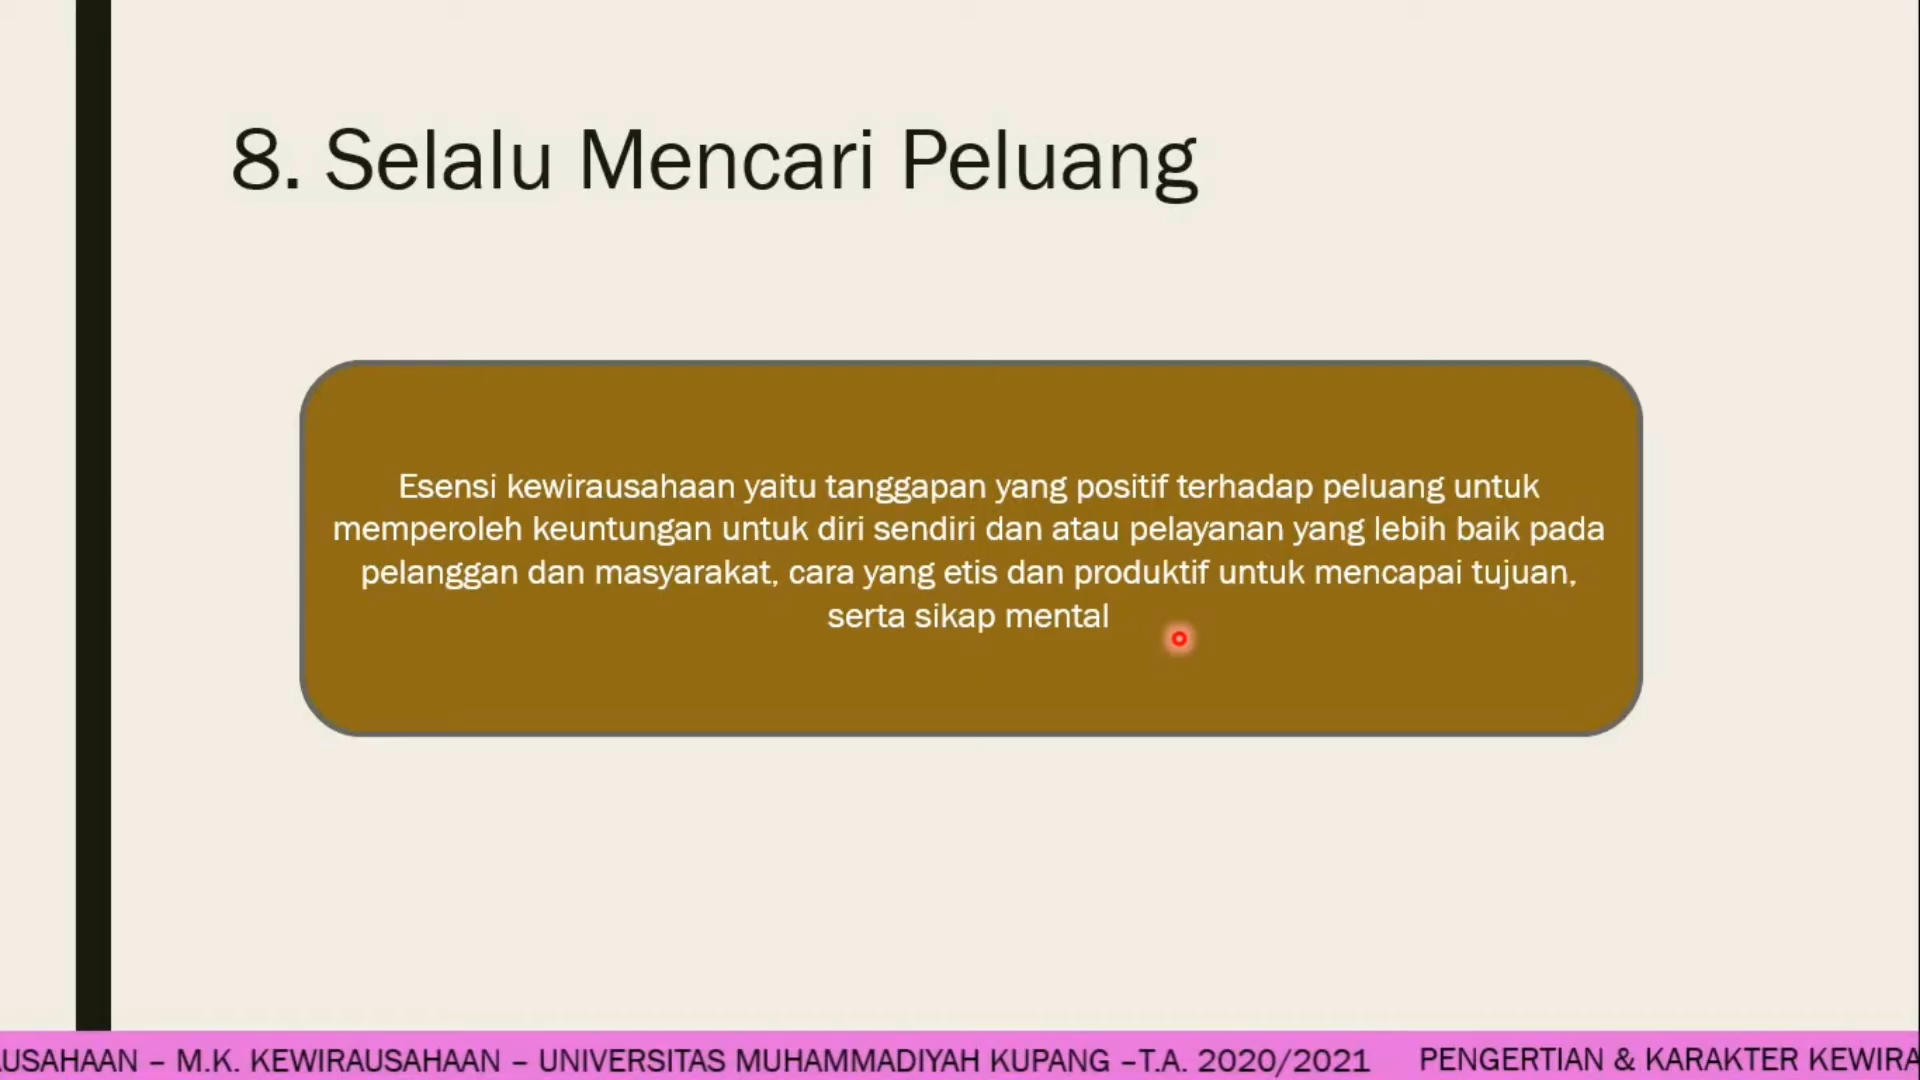 8. Selalu Mencari Peluang
Esensi kewirausahaan yaitu tanggapan yang positif terhadap peluang untuk
memperoleh keuntungan untuk diri sendiri dan atau pelayanan yang lebih baik pada
pelanggan dan masyarakat, cara yang etis dan produktif untuk mencapai tujuan,
serta sikap mental
USAHAAN – M.K. KEWIRAUSAHAAN – UNIVERSITAS MUHAMMADIYAH KUPANG –T.A. 2020/2021 PENGERTIAN & KARAKTER KEWIRA